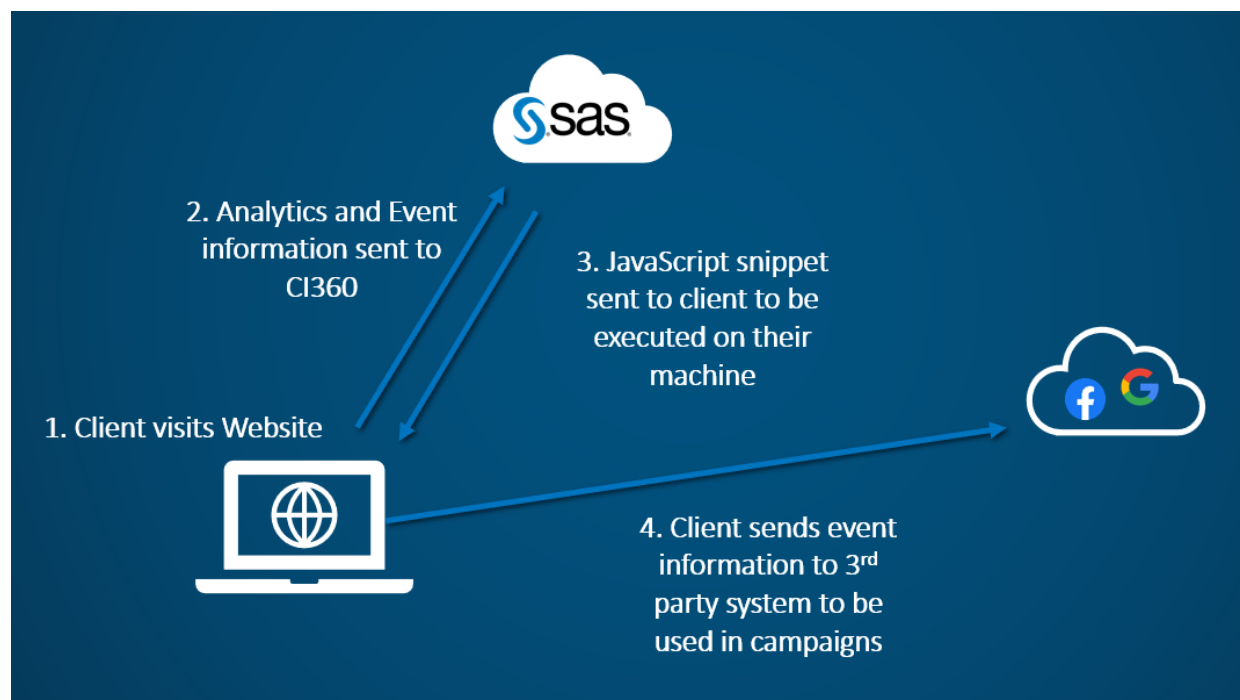 sas
2. Analytics and Event
information sent to
CI360
3. JavaScript snippet
sent to client to be
executed on their
machine
1. Client visits Website
4. Client sends event
information to 3rd
party system to be
used in campaigns